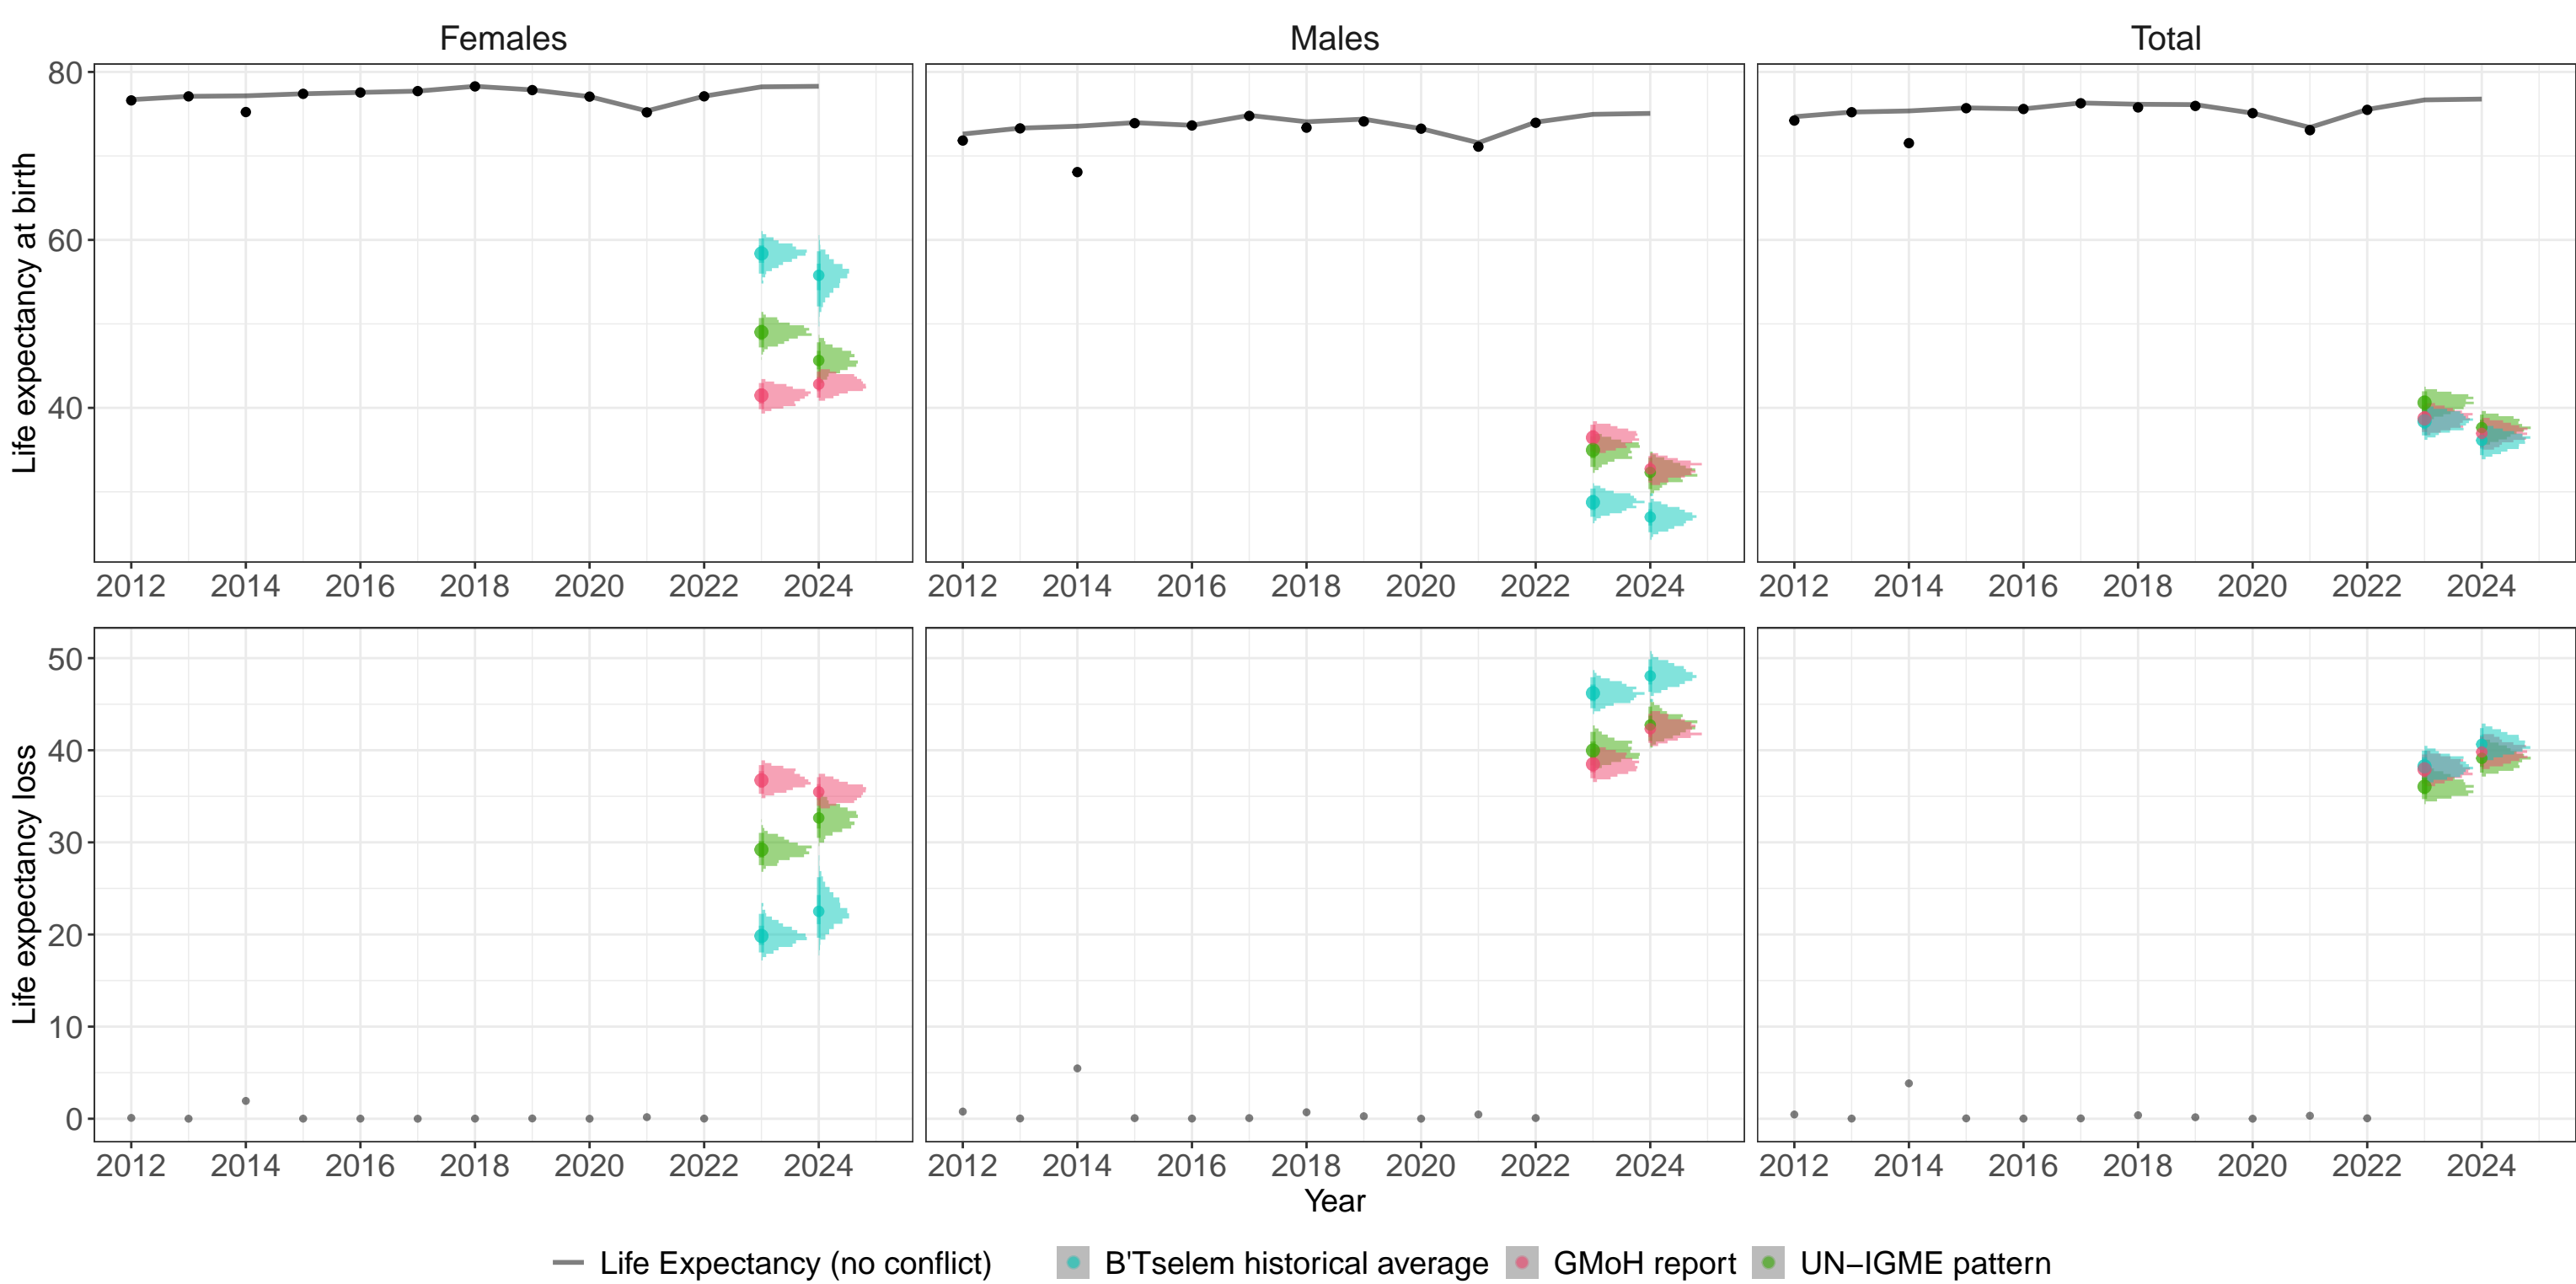 Females Males Total
Life expectancy at birth
80
60
40
2012 2014 2016 2018 2020 2022 2024 2012 2014 2016 2018 2020 2022 2024 2012 2014 2016 2018 2020 2022 2024
Life expectancy loss
50
40
30
20
10
0
2012 2014 2016 2018 2020 2022 2024 2012 2014 2016 2018 2020 2022 2024 2012 2014 2016 2018 2020 2022 2024
Year
Life Expectancy (no conflict) B'Tselem historical average GMoH report UN−IGME pattern